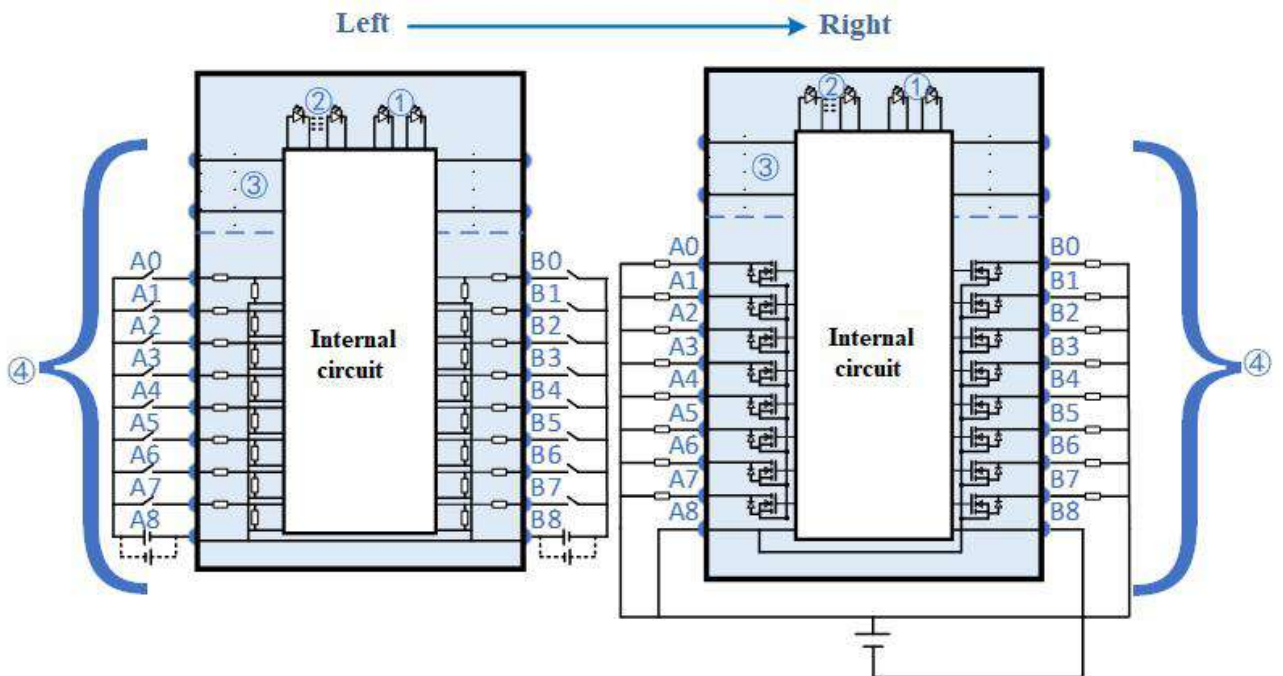 Left
Right
②
①
③
④
A0
A1
A2
A3
A4
A5
A6
A7
A8
Internal
circuit
B0
B1
B2
B3
B4
B5
B6
B7
B8
②
①
③
A0
A1
A2
A3
A4
A5
A6
A7
A8
Internal
circuit
B0
B1
B2
B3
B4
B5
B6
B7
B8
④